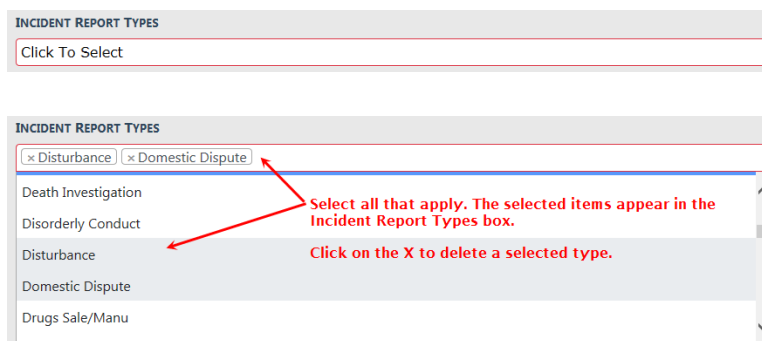 INCIDENT REPORT TYPES
Click To Select
INCIDENT REPORT TYPES
× Disturbance × Domestic Dispute
Death Investigation
Select all that apply. The selected items appear in the
Incident Report Types box.
Disorderly Conduct
Disturbance
Click on the X to delete a selected type.
Domestic Dispute
Drugs Sale/Manu